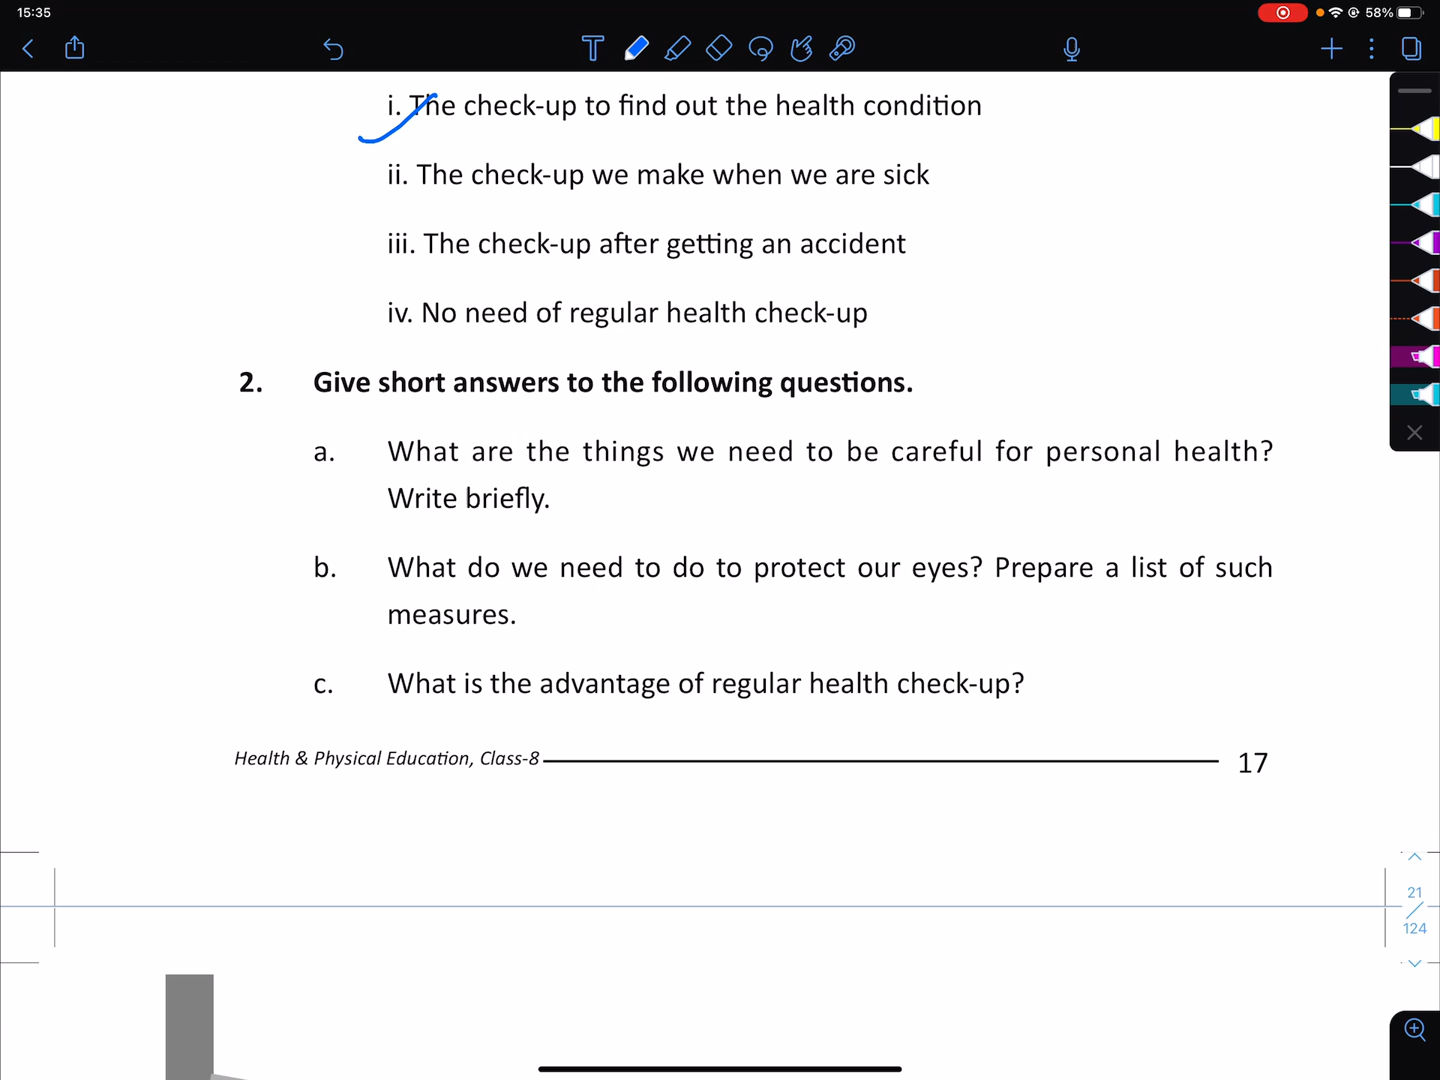 15:35
58%
i. The check-up to find out the health condition
ii. The check-up we make when we are sick
iii. The check-up after getting an accident
iv. No need of regular health check-up
2. Give short answers to the following questions.
a. What are the things we need to be careful for personal health?
Write briefly.
b. What do we need to do to protect our eyes? Prepare a list of such
measures.
c. What is the advantage of regular health check-up?
Health & Physical Education, Class-8 17
21
124